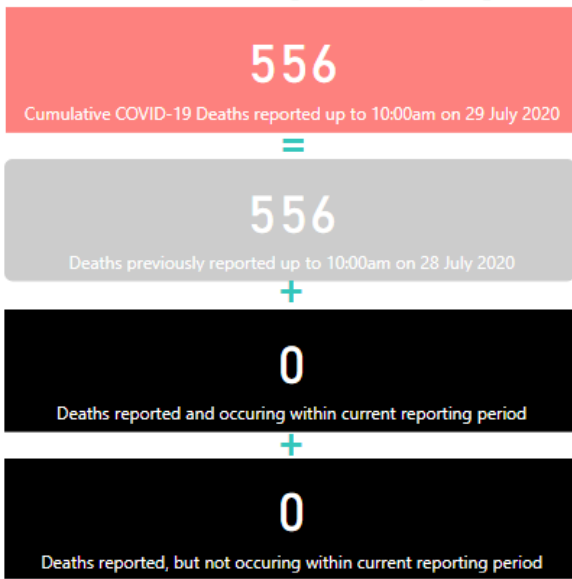 556
Cumulative COVID-19 Deaths reported up to 10:00am on 29 July 2020
=
556
Deaths previously reported up to 10:00am on 28 July 2020
+
0
Deaths reported and occuring within current reporting period
+
0
Deaths reported, but not occuring within current reporting period